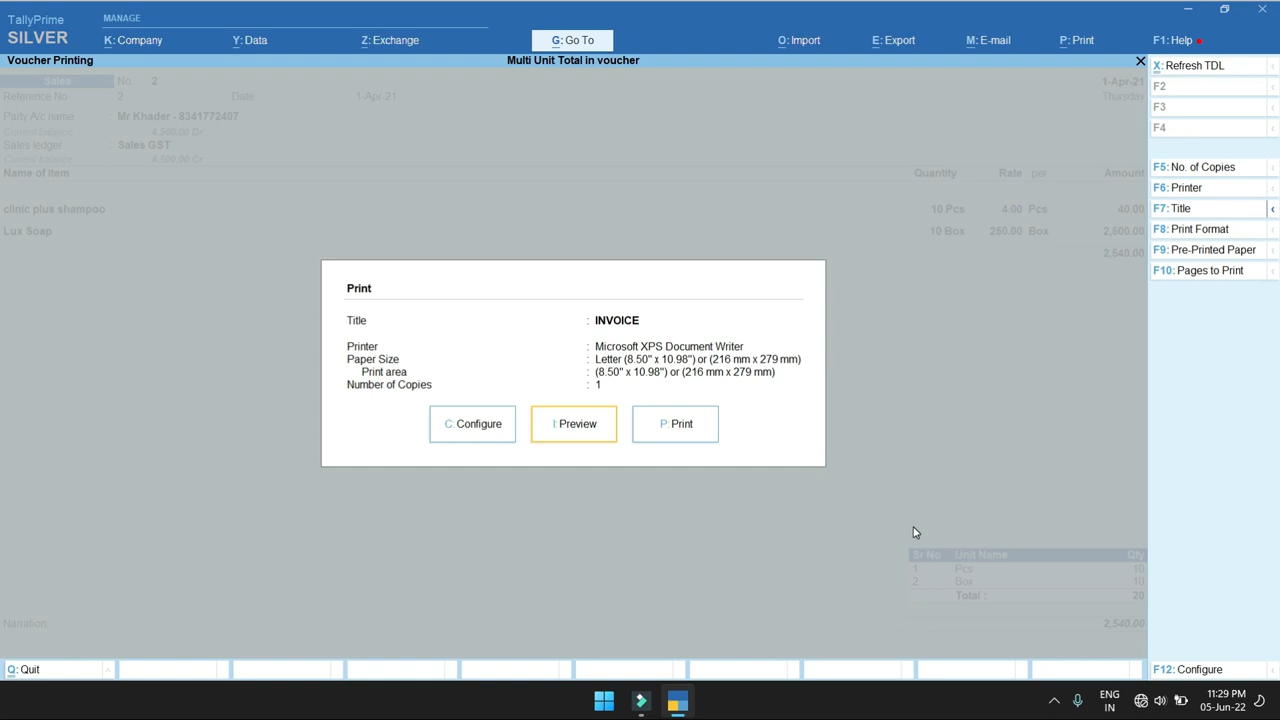 TallyPrime
SILVER
MANAGE
K: Company
Y: Data
Z: Exchange
G: Go To
O: Import
E: Export
M: E-mail
P: Print
F1: Help
Voucher Printing
Multi Unit Total in voucher
X: Refresh TDL
F2
F3
F4
F5: No. of Copies
F6: Printer
F7: Title
F8: Print Format
F9: Pre-Printed Paper
F10: Pages to Print
Sales No. 2 1-Apr-21
Reference No 2 Date 1-Apr-21 Thursday
Party A/c name : Mr Khader - 8341772407
Current balance : 4,500.00 Dr
Sales ledger : Sales GST
Current balance : 4,500.00 Cr
Name of Item Quantity Rate per Amount
clinic plus shampoo 10 Pcs 4.00 Pcs 40.00
Lux Soap 10 Box 250.00 Box 2,500.00
2,540.00
Print
Title : INVOICE
Printer : Microsoft XPS Document Writer
Paper Size : Letter (8.50" x 10.98") or (216 mm x 279 mm)
Print area : (8.50" x 10.98") or (216 mm x 279 mm)
Number of Copies : 1
C: Configure
I: Preview
P: Print
Sr No Unit Name Qty
1 Pcs 10
2 Box 10
Total : 20
Narration: 2,540.00
Q: Quit
F12: Configure
ENG
IN
11:29 PM
05-Jun-22